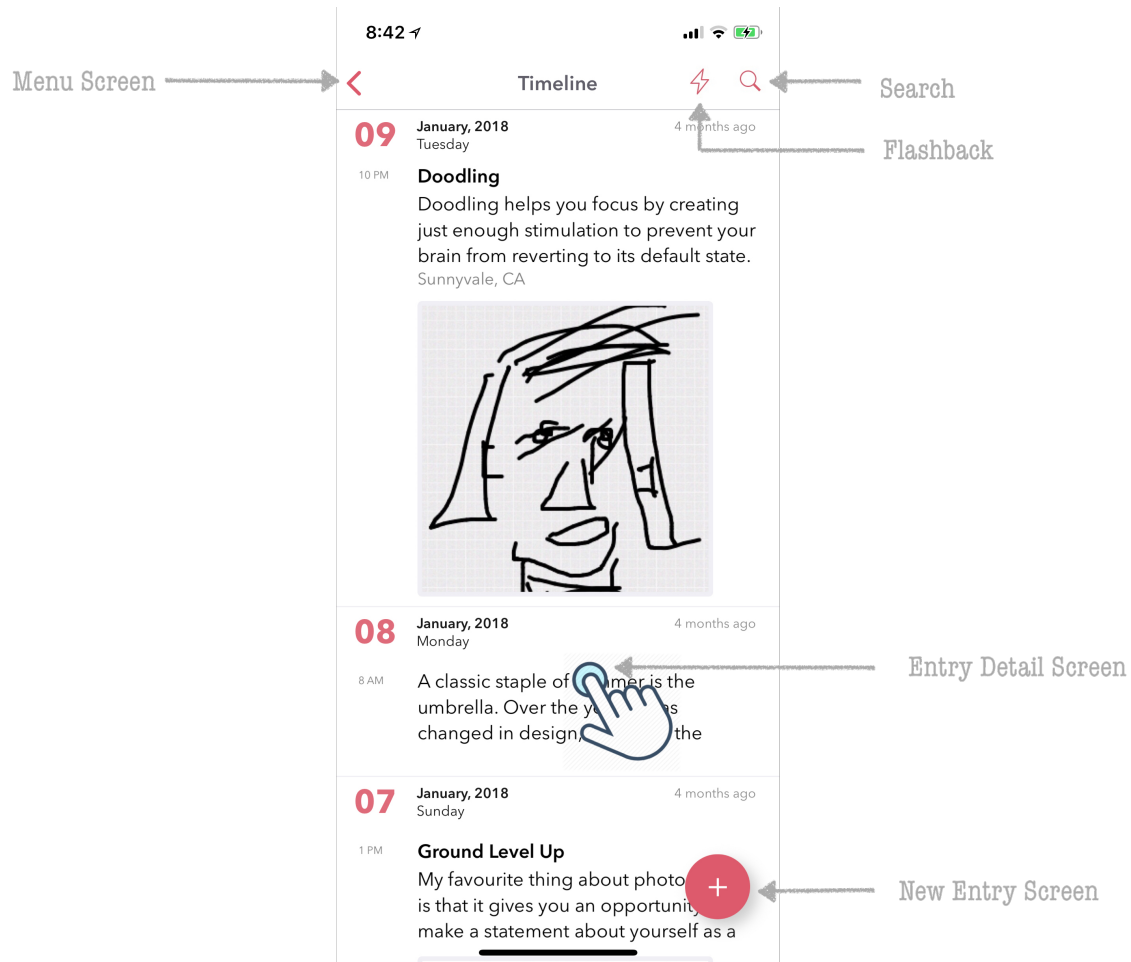 8:42
Timeline
Menu Screen
Search
Flashback
09
January, 2018
4 months ago
Tuesday
10 PM
Doodling
Doodling helps you focus by creating
just enough stimulation to prevent your
brain from reverting to its default state.
Sunnyvale, CA
08
January, 2018
4 months ago
Monday
8 AM
A classic staple of is the
umbrella. Over the
changed in design, the
Entry Detail Screen
07
January, 2018
4 months ago
Sunday
1 PM
Ground Level Up
My favourite thing about
is that it gives you an
make a statement about yourself as a
New Entry Screen